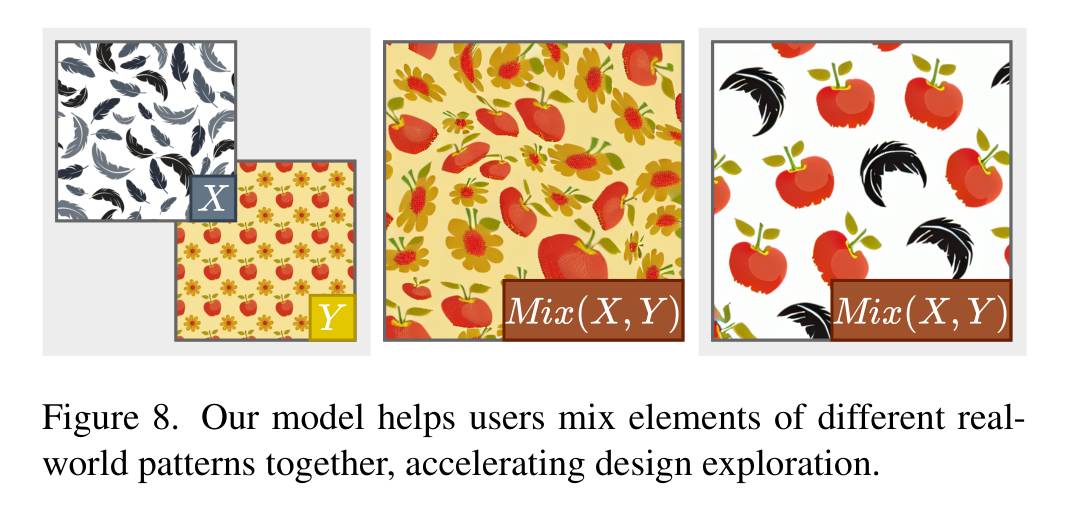 X
Y
Mix(X, Y)
Mix(X, Y)
Figure 8. Our model helps users mix elements of different real-
world patterns together, accelerating design exploration.